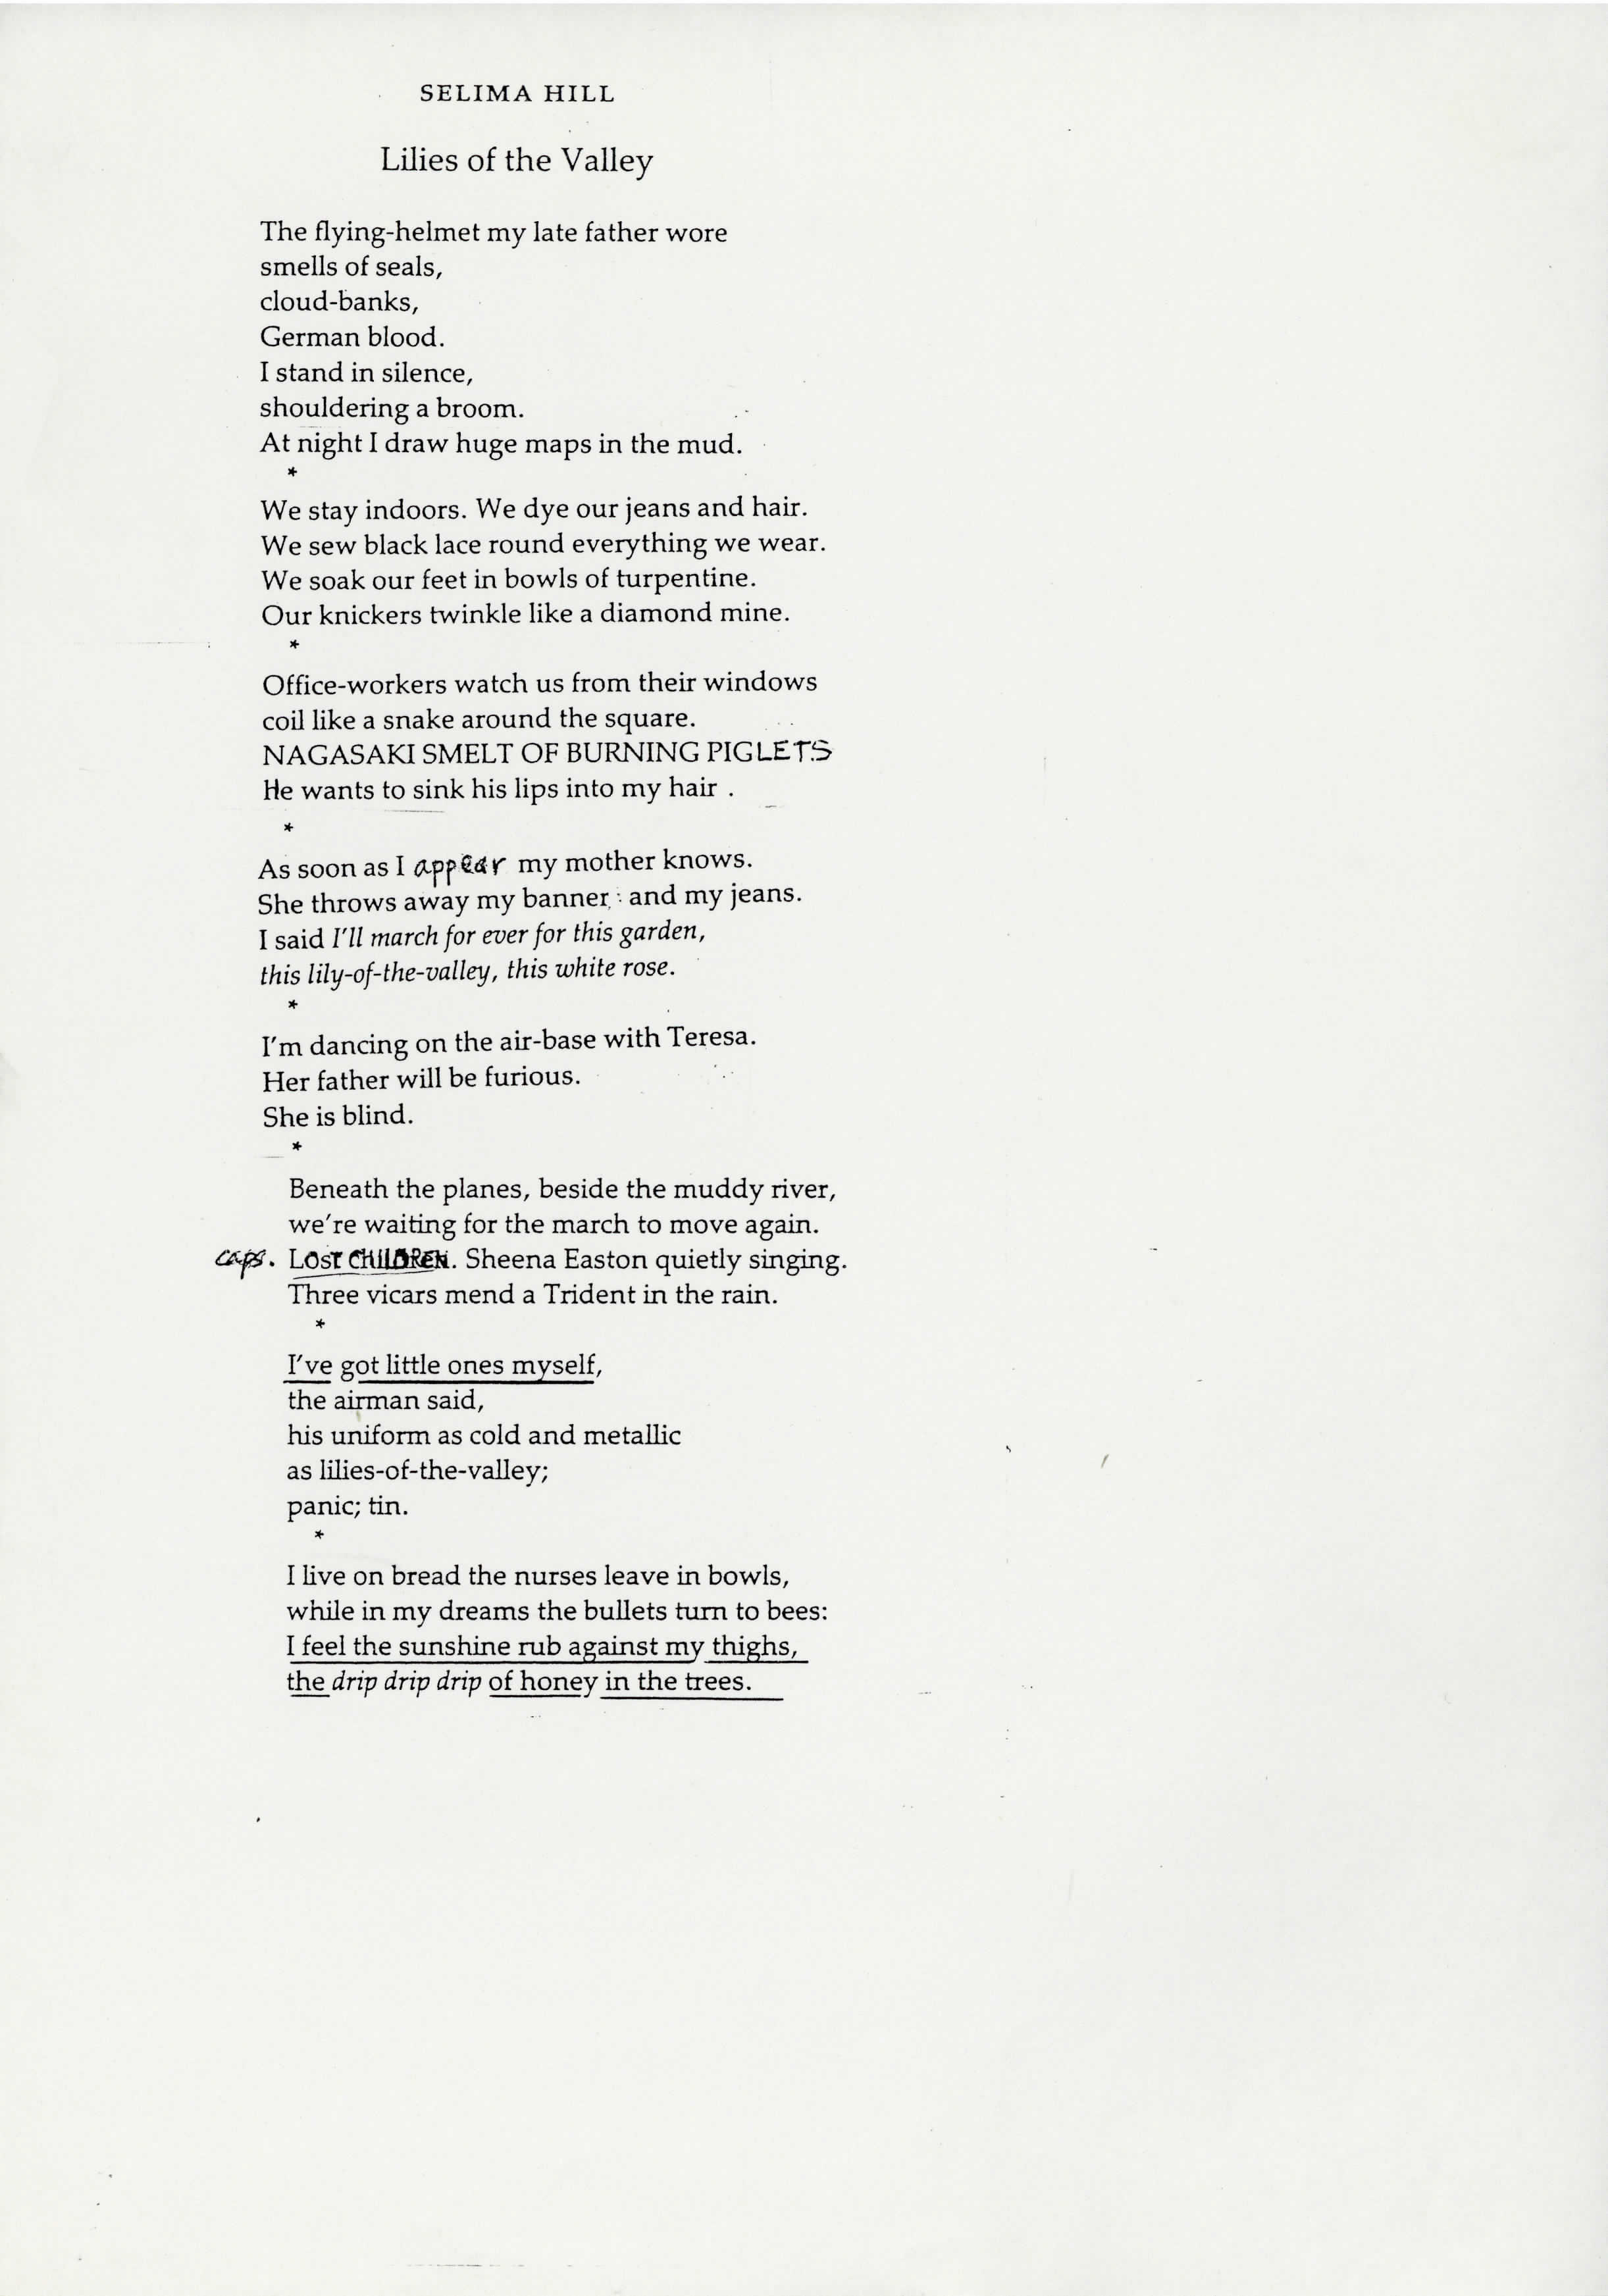 SELIMA HILL
Lilies of the Valley
The flying-helmet my late father wore
smells of seals,
cloud-banks,
German blood.
I stand in silence,
shouldering a broom.
At night I draw huge maps in the mud.
*
We stay indoors. We dye our jeans and hair.
We sew black lace round everything we wear.
We soak our feet in bowls of turpentine.
Our knickers twinkle like a diamond mine.
*
Office-workers watch us from their windows
coil like a snake around the square.
NAGASAKI SMELT OF BURNING PIGLETS
He wants to sink his lips into my hair .
*
As soon as I appear my mother knows.
She throws away my banner : and my jeans.
I said I'll march for ever for this garden,
this lily-of-the-valley, this white rose.
*
I'm dancing on the air-base with Teresa.
Her father will be furious.
She is blind.
*
Beneath the planes, beside the muddy river,
we're waiting for the march to move again.
caps. LOST CHILDREN. Sheena Easton quietly singing.
Three vicars mend a Trident in the rain.
*
I've got little ones myself,
the airman said,
his uniform as cold and metallic
as lilies-of-the-valley;
panic; tin.
*
I live on bread the nurses leave in bowls,
while in my dreams the bullets turn to bees:
I feel the sunshine rub against my thighs,
the drip drip drip of honey in the trees.